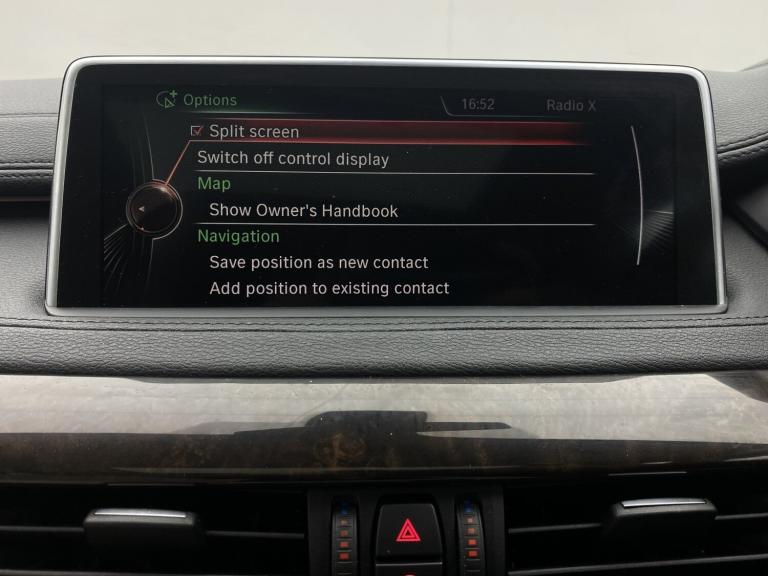 Options
16:52
Radio X
Split screen
Switch off control display
Map
Show Owner's Handbook
Navigation
Save position as new contact
Add position to existing contact